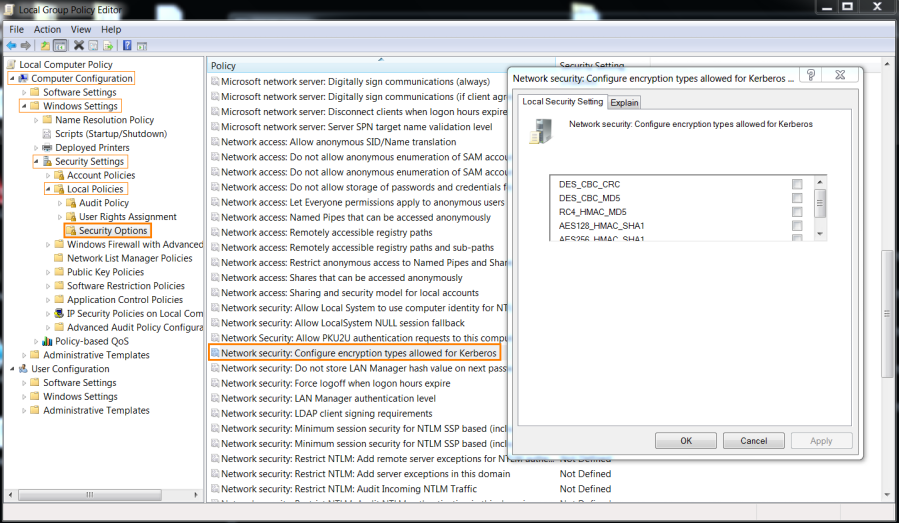 Local Group Policy Editor
File Action View Help
Local Computer Policy
Computer Configuration
Software Settings
Windows Settings
Name Resolution Policy
Scripts (Startup/Shutdown)
Deployed Printers
Security Settings
Account Policies
Local Policies
Audit Policy
User Rights Assignment
Security Options
Windows Firewall with Advanced
Network List Manager Policies
Public Key Policies
Software Restriction Policies
Application Control Policies
IP Security Policies on Local Com
Advanced Audit Policy Configura
Policy-based QoS
Administrative Templates
User Configuration
Software Settings
Windows Settings
Administrative Templates
Policy Security Setting
Microsoft network server: Digitally sign communications (always)
Microsoft network server: Digitally sign communications (if client agr
Microsoft network server: Disconnect clients when logon hours expire
Microsoft network server: Server SPN target name validation level
Network access: Allow anonymous SID/Name translation
Network access: Do not allow anonymous enumeration of SAM accou
Network access: Do not allow anonymous enumeration of SAM accou
Network access: Do not allow storage of passwords and credentials f
Network access: Let Everyone permissions apply to anonymous users
Network access: Named Pipes that can be accessed anonymously
Network access: Remotely accessible registry paths
Network access: Remotely accessible registry paths and sub-paths
Network access: Restrict anonymous access to Named Pipes and Shar
Network access: Shares that can be accessed anonymously
Network access: Sharing and security model for local accounts
Network security: Allow Local System to use computer identity for NT
Network security: Allow LocalSystem NULL session fallback
Network Security: Allow PKU2U authentication requests to this compu
Network security: Configure encryption types allowed for Kerberos
Network security: Do not store LAN Manager hash value on next pass
Network security: Force logoff when logon hours expire
Network security: LAN Manager authentication level
Network security: LDAP client signing requirements
Network security: Minimum session security for NTLM SSP based (inclu
Network security: Minimum session security for NTLM SSP based (inclu
Network security: Restrict NTLM: Add remote server exceptions for NTLM authe... Not Defined
Network security: Restrict NTLM: Add server exceptions in this domain Not Defined
Network security: Restrict NTLM: Audit Incoming NTLM Traffic Not Defined
Network security: Configure encryption types allowed for Kerberos ...
Local Security Setting Explain
Network security: Configure encryption types allowed for Kerberos
DES_CBC_CRC
DES_CBC_MD5
RC4_HMAC_MD5
AES128_HMAC_SHA1
AES256_HMAC_SHA1
OK Cancel Apply